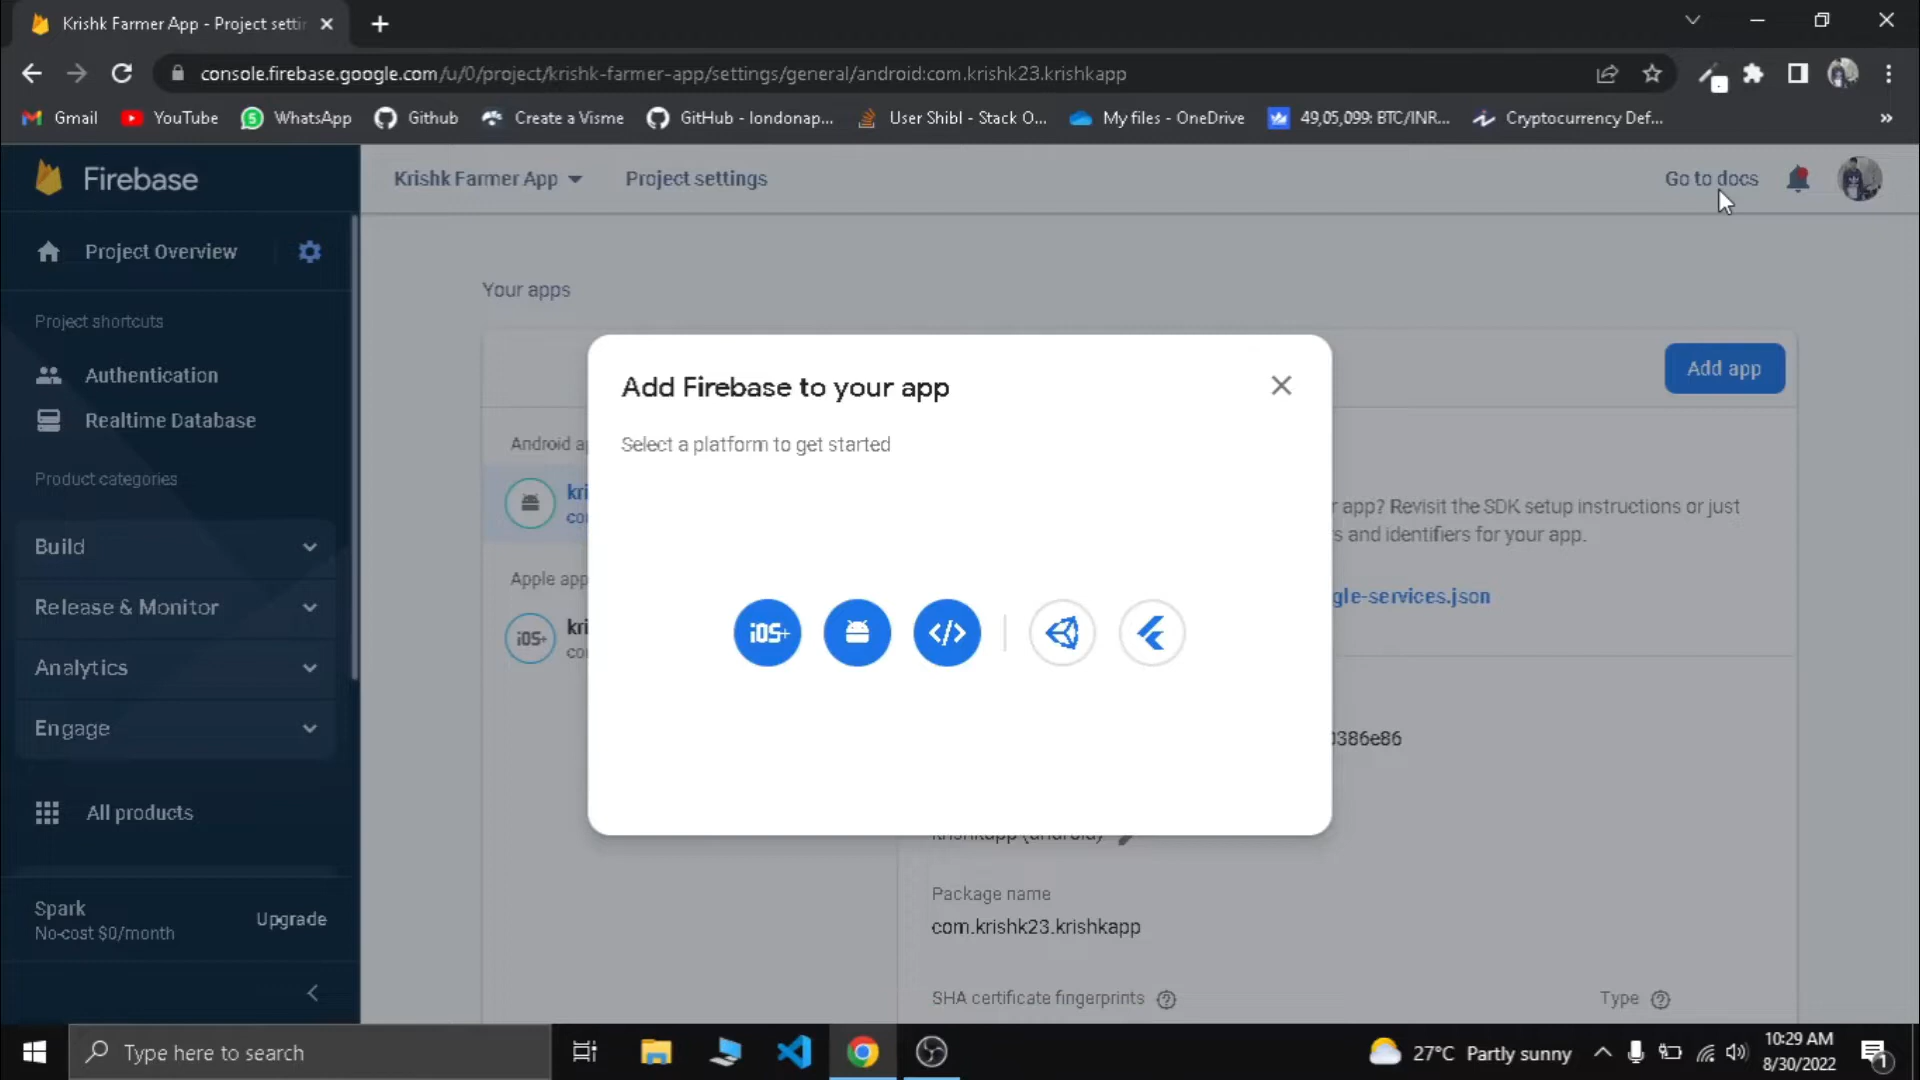 Krishk Farmer App - Project setti
console.firebase.google.com/u/0/project/krishk-farmer-app/settings/general/android:com.krishk23.krishkapp
Gmail
YouTube
WhatsApp
Github
Create a Visme
GitHub - londonap...
User Shibl - Stack O...
My files - OneDrive
49,05,099: BTC/INR...
Cryptocurrency Def...
»
Firebase
Krishk Farmer App
Project settings
Go to docs
Project Overview
Project shortcuts
Authentication
Realtime Database
Product categories
Build
Release & Monitor
Analytics
Engage
All products
Spark
No-cost $0/month
Upgrade
Your apps
Add app
Android ap
kri
co
Apple app
iOS+
kri
co
Add Firebase to your app
Select a platform to get started
iOS+
</>
r app? Revisit the SDK setup instructions or just
s and identifiers for your app.
gle-services.json
0386e86
krishkapp (android)
Package name
com.krishk23.krishkapp
SHA certificate fingerprints
Type
Type here to search
27°C Partly sunny
10:29 AM
8/30/2022
1